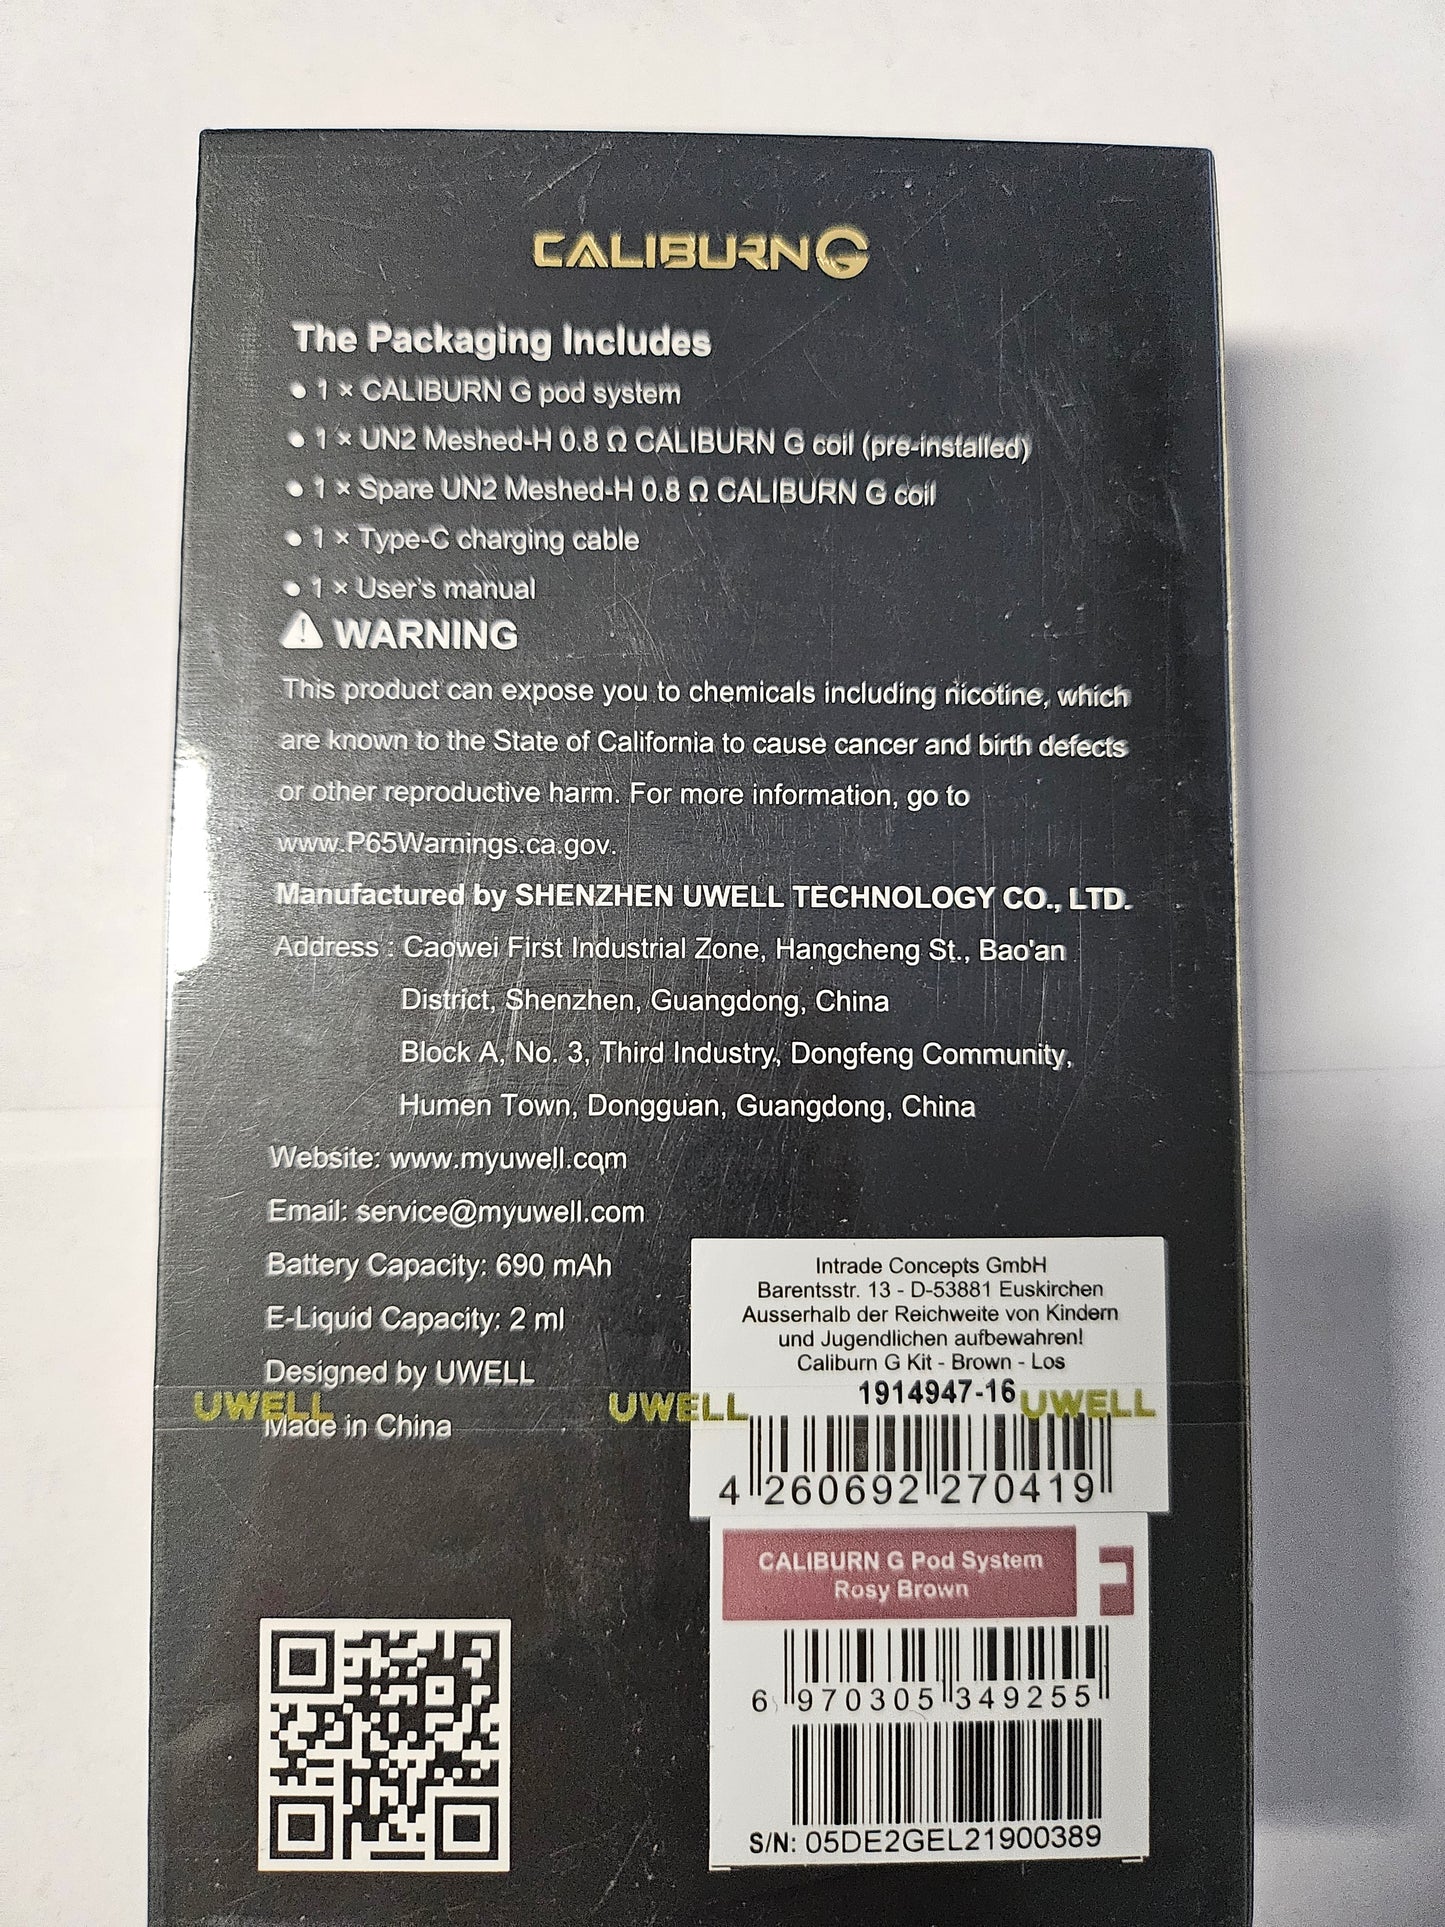 CALIBURN G
The Packaging Includes
● 1 × CALIBURN G pod system
● 1 × UN2 Meshed-H 0.8 Ω CALIBURN G coil (pre-installed)
● 1 × Spare UN2 Meshed-H 0.8 Ω CALIBURN G coil
● 1 × Type-C charging cable
● 1 × User's manual
⚠ WARNING
This product can expose you to chemicals including nicotine, which
are known to the State of California to cause cancer and birth defects
or other reproductive harm. For more information, go to
www.P65Warnings.ca.gov.
Manufactured by SHENZHEN UWELL TECHNOLOGY CO., LTD.
Address : Caowei First Industrial Zone, Hangcheng St., Bao'an
District, Shenzhen, Guangdong, China
Block A, No. 3, Third Industry, Dongfeng Community,
Humen Town, Dongguan, Guangdong, China
Website: www.myuwell.com
Email: service@myuwell.com
Battery Capacity: 690 mAh
E-Liquid Capacity: 2 ml
Designed by UWELL
Made in China
UWELL UWELL UWELL
Intrade Concepts GmbH
Barentsstr. 13 - D-53881 Euskirchen
Ausserhalb der Reichweite von Kindern
und Jugendlichen aufbewahren!
Caliburn G Kit - Brown - Los
1914947-16
4 260692 270419
CALIBURN G Pod System
Rosy Brown
6 970305 349255
S/N: 05DE2GEL21900389